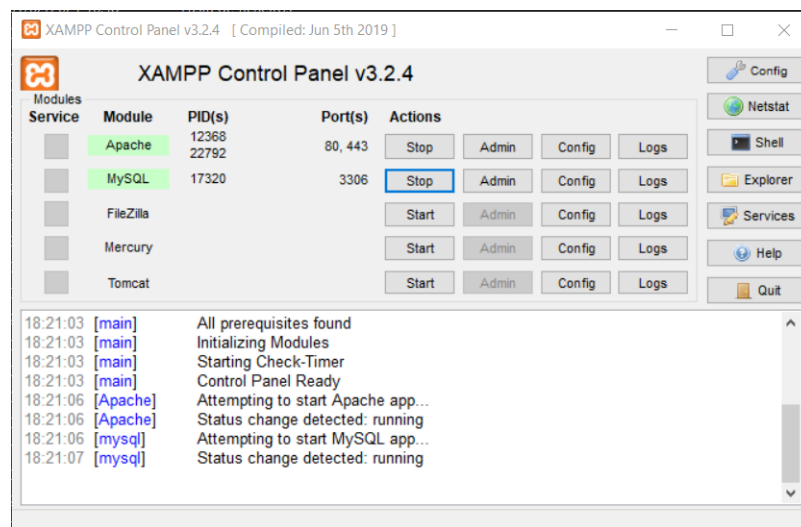 XAMPP Control Panel v3.2.4 [ Compiled: Jun 5th 2019 ]
XAMPP Control Panel v3.2.4
Config
Modules
Netstat
Service Module PID(s) Port(s) Actions
Apache 12368 22792 80, 443 Stop Admin Config Logs
Shell
MySQL 17320 3306 Stop Admin Config Logs
Explorer
FileZilla Start Admin Config Logs
Services
Mercury Start Admin Config Logs
Help
Tomcat Start Admin Config Logs
Quit
18:21:03 [main] All prerequisites found
18:21:03 [main] Initializing Modules
18:21:03 [main] Starting Check-Timer
18:21:03 [main] Control Panel Ready
18:21:06 [Apache] Attempting to start Apache app...
18:21:06 [Apache] Status change detected: running
18:21:06 [mysql] Attempting to start MySQL app...
18:21:07 [mysql] Status change detected: running